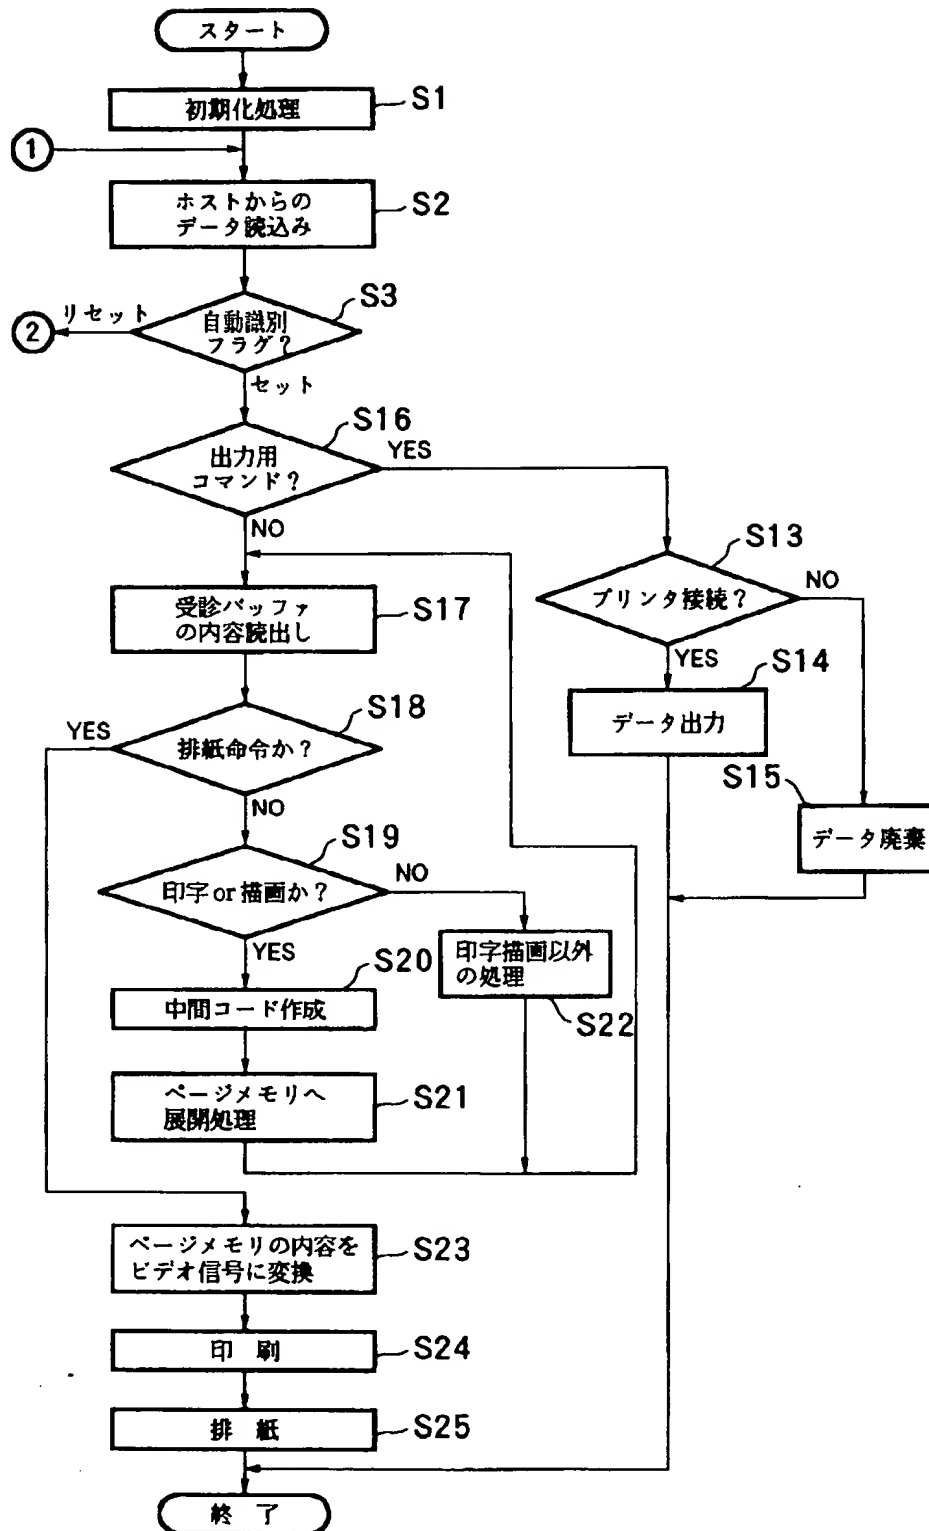 スタート
初期化処理
S1
1
ホストからの
データ読込み
S2
S3
リセット
2
自動識別
フラグ?
セット
S16
出力用
コマンド?
YES
NO
S13
プリンタ接続?
NO
YES
受診バッファ
の内容読出し
S17
S14
データ出力
S18
YES
排紙命令か?
NO
S15
データ廃棄
S19
印字or描画か?
NO
YES
印字描画以外
の処理
S22
S20
中間コード作成
ページメモリへ
展開処理
S21
ページメモリの内容を
ビデオ信号に変換
S23
印 刷
S24
排 紙
S25
終 了